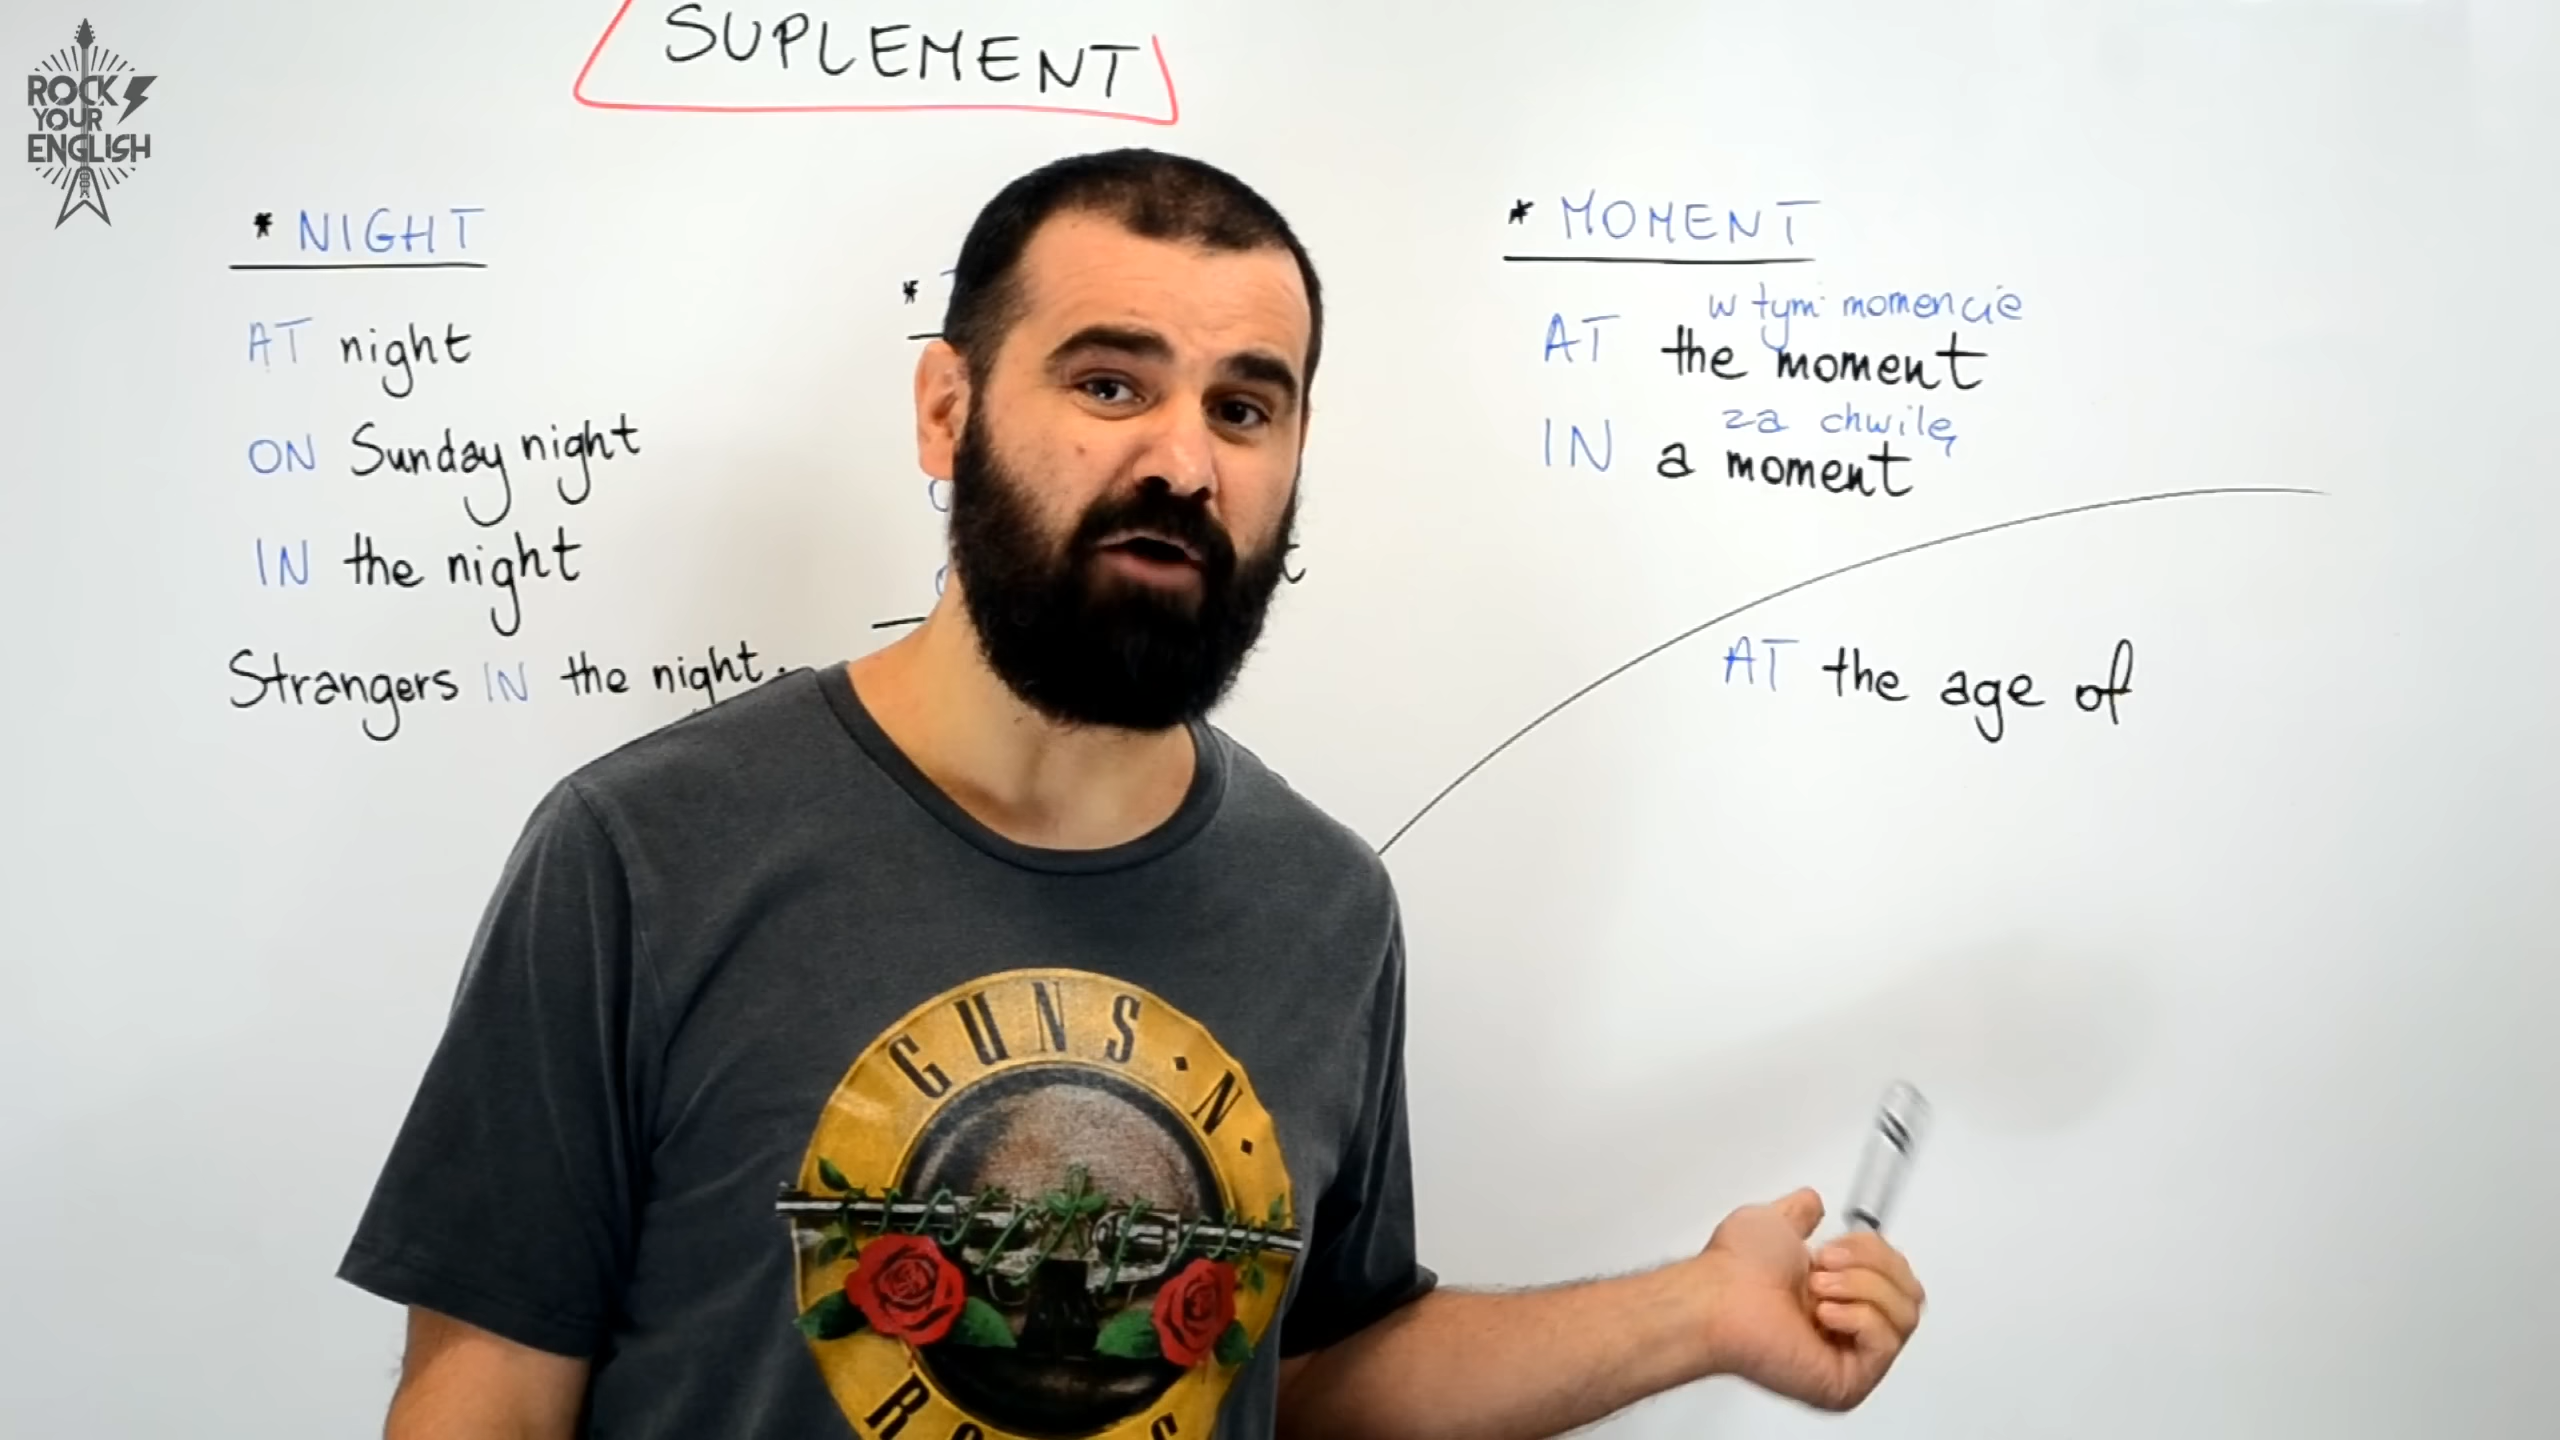 ROCK
YOUR
ENGLISH
SUPLEMENT
* NIGHT
AT night
ON Sunday night
IN the night
Strangers IN the night
*
* MOMENT
w tym momencie
AT the moment
za chwilę
IN a moment
AT the age of
GUNS N